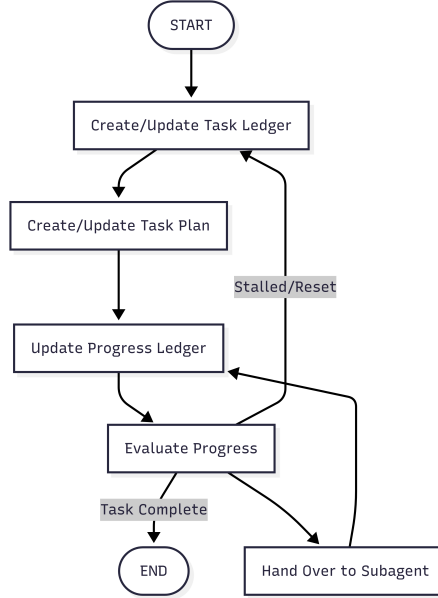 START
Create/Update Task Ledger
Create/Update Task Plan
Stalled/Reset
Update Progress Ledger
Evaluate Progress
Task Complete
END
Hand Over to Subagent